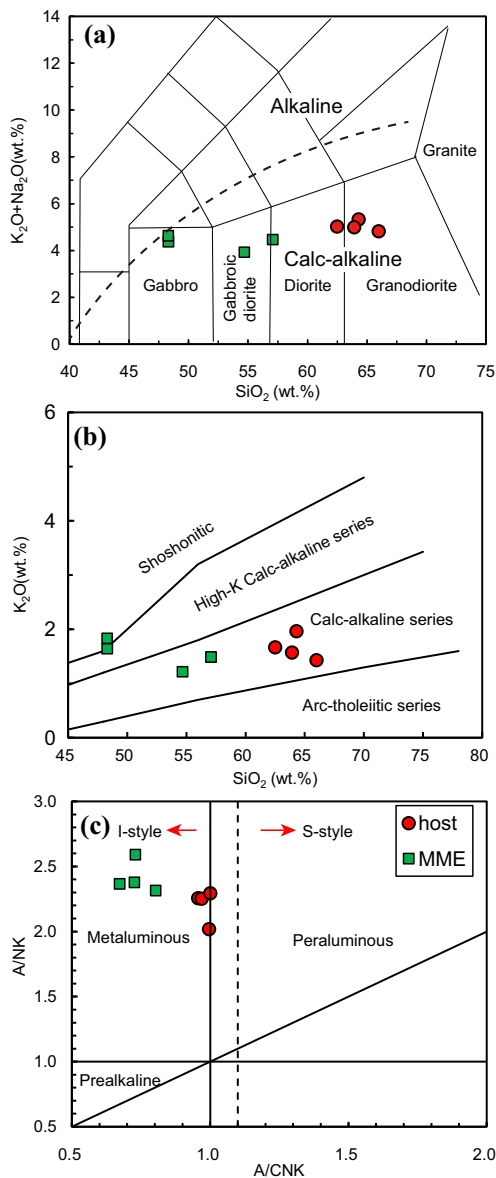 (a)
K₂O+Na₂O(wt.%)
14
12
10
8
6
4
2
0
Alkaline
Granite
Calc-alkaline
Gabbro
Gabbroic
diorite
Diorite
Granodiorite
40 45 50 55 60 65 70 75
SiO₂ (wt.%)
(b)
K₂O(wt.%)
6
4
2
0
Shoshonitic
High-K Calc-alkaline series
Calc-alkaline series
Arc-tholeiitic series
45 50 55 60 65 70 75 80
SiO₂ (wt.%)
(c)
A/NK
3.0
2.5
2.0
1.5
1.0
0.5
I-style
S-style
host
MME
Metaluminous
Peraluminous
Prealkaline
0.5 1.0 1.5 2.0
A/CNK